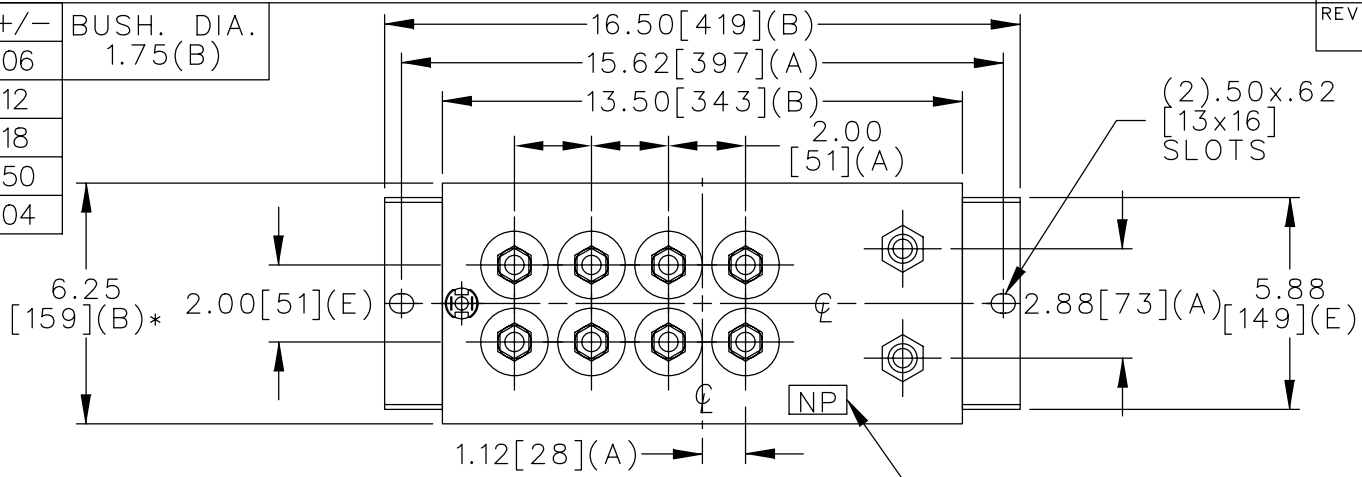 +/-
06
12
18
50
04
BUSH. DIA.
1.75(B)
16.50[419](B)
15.62[397](A)
13.50[343](B)
2.00
[51](A)
REV
(2).50x.62
[13x16]
SLOTS
6.25
[159](B)*
2.00[51](E)
℄
2.88[73](A)
5.88
[149](E)
℄
NP
1.12[28](A)